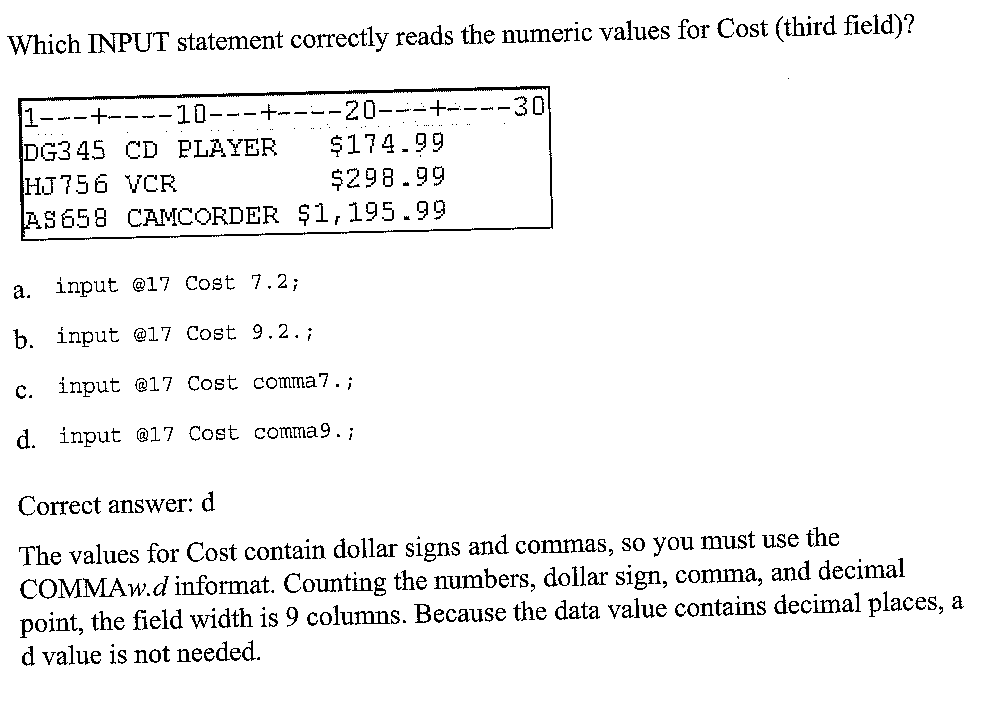 Which INPUT statement correctly reads the numeric values for Cost (third field)?
1---+----10---+----20---+----30
DG345 CD PLAYER   $174.99
HJ756 VCR         $298.99
AS658 CAMCORDER $1,195.99
a. input @17 Cost 7.2;
b. input @17 Cost 9.2.;
c. input @17 Cost comma7.;
d. input @17 Cost comma9.;
Correct answer: d
The values for Cost contain dollar signs and commas, so you must use the
COMMAw.d informat. Counting the numbers, dollar sign, comma, and decimal
point, the field width is 9 columns. Because the data value contains decimal places, a
d value is not needed.